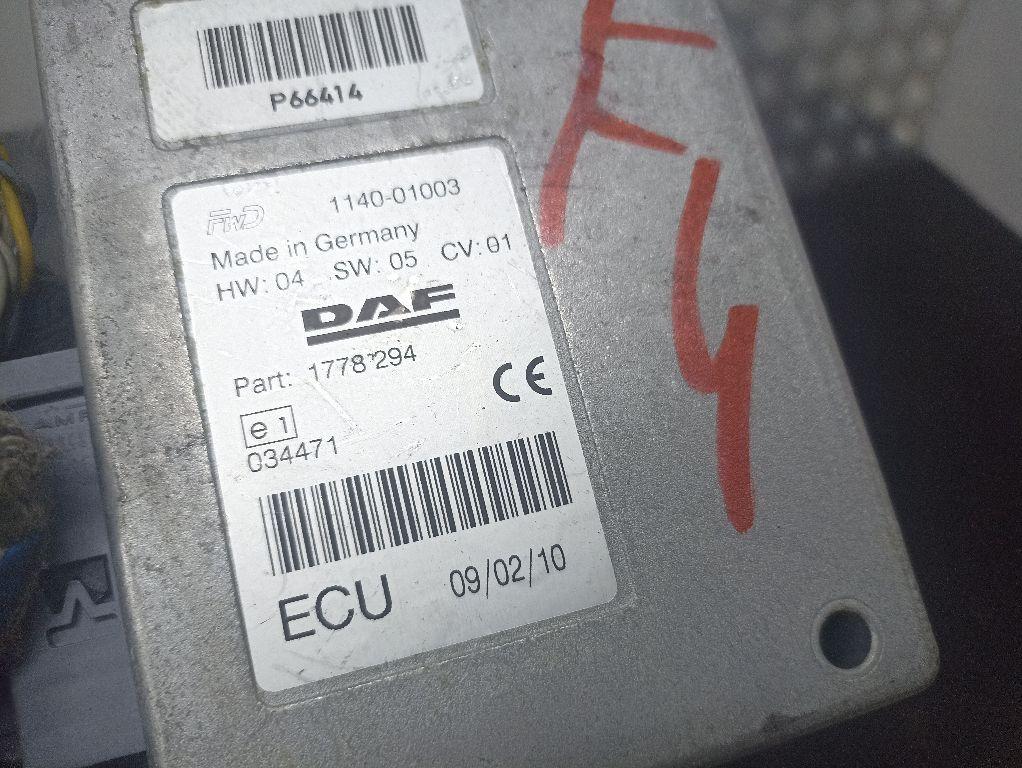 P66414
FTWD
1140-01003
Made in Germany
HW: 04 SW: 05 CV: 01
DAF
Part: 1778294
CE
e 1
034471
ECU 09/02/10
F4